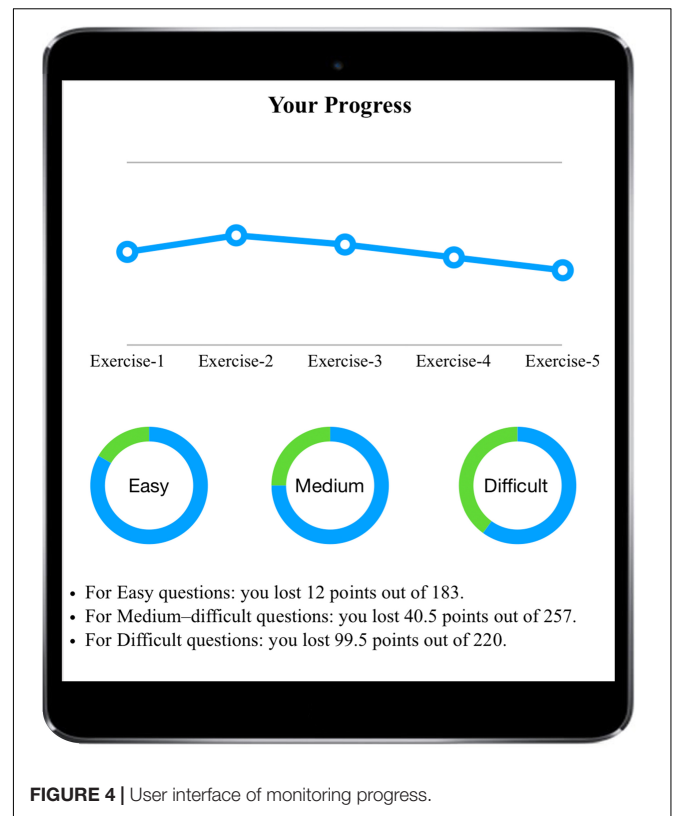 Your Progress
Exercise-1 Exercise-2 Exercise-3 Exercise-4 Exercise-5
Easy Medium Difficult
• For Easy questions: you lost 12 points out of 183.
• For Medium–difficult questions: you lost 40.5 points out of 257.
• For Difficult questions: you lost 99.5 points out of 220.
FIGURE 4 | User interface of monitoring progress.